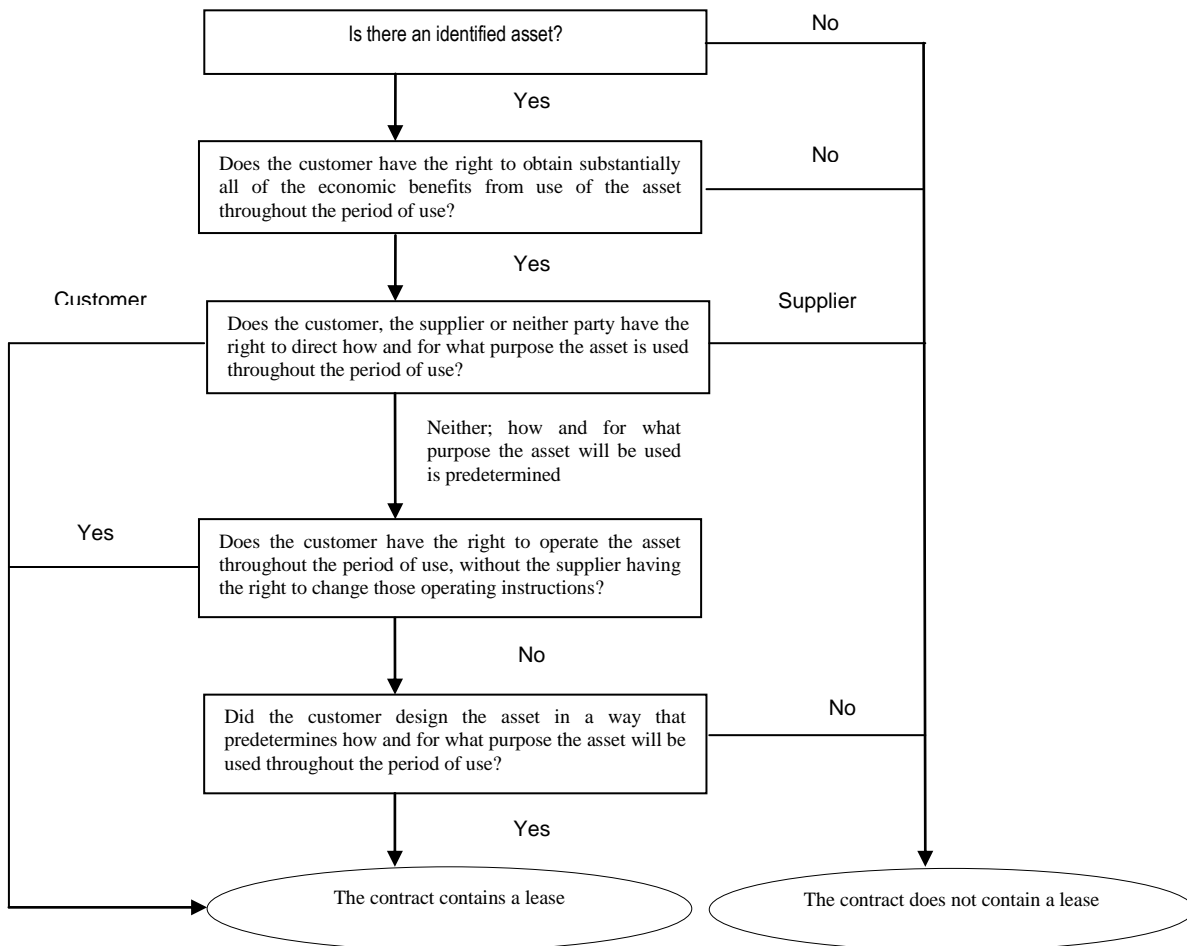 Is there an identified asset?
No
Yes
Does the customer have the right to obtain substantially
all of the economic benefits from use of the asset
throughout the period of use?
No
Yes
Customer
Supplier
Does the customer, the supplier or neither party have the
right to direct how and for what purpose the asset is used
throughout the period of use?
Neither; how and for what
purpose the asset will be used
is predetermined
Yes
Does the customer have the right to operate the asset
throughout the period of use, without the supplier having
the right to change those operating instructions?
No
Did the customer design the asset in a way that
predetermines how and for what purpose the asset will be
used throughout the period of use?
No
Yes
The contract contains a lease
The contract does not contain a lease